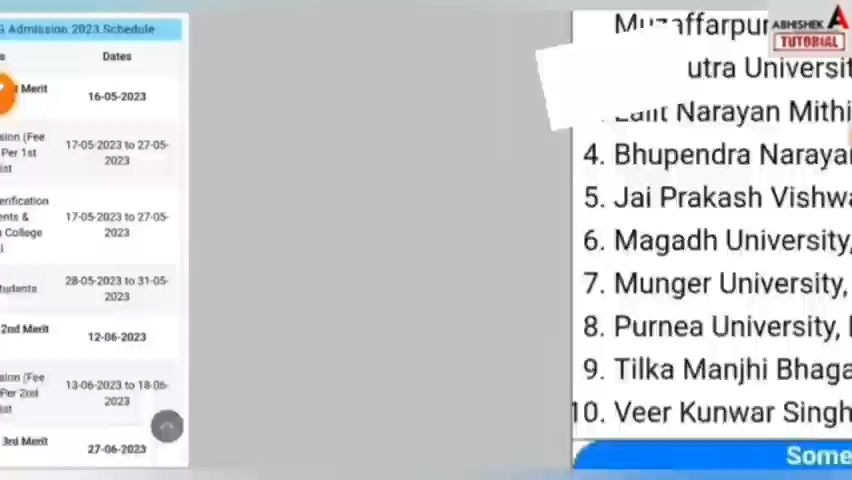 G Admission 2023 Schedule
Dates
Merit
16-05-2023
sion (Fee
Per 1st
ist
17-05-2023 to 27-05-
2023
erification
ents &
College
17-05-2023 to 27-05-
2023
tudents
28-05-2023 to 31-05-
2023
2nd Merit
12-06-2023
sion (Fee
Per 2nd
ist
13-06-2023 to 18-06-
2023
3rd Merit
27-06-2023
ABHISHEK
TUTORIAL
Muzaffarpur
utra Universit
Lalit Narayan Mithi
4. Bhupendra Naraya
5. Jai Prakash Vishwa
6. Magadh University,
7. Munger University,
8. Purnea University,
9. Tilka Manjhi Bhaga
10. Veer Kunwar Singh
Some